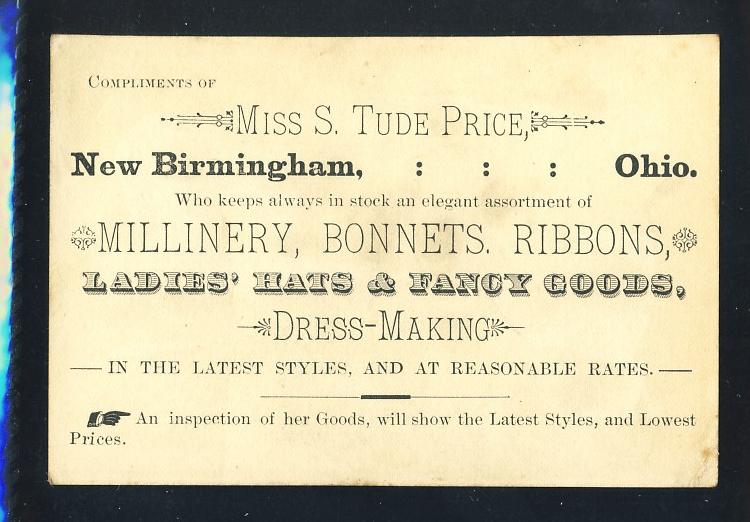 COMPLIMENTS OF
MISS S. TUDE PRICE,
New Birmingham, : : : Ohio.
Who keeps always in stock an elegant assortment of
MILLINERY, BONNETS. RIBBONS,
LADIES' HATS & FANCY GOODS,
DRESS-MAKING
IN THE LATEST STYLES, AND AT REASONABLE RATES.
An inspection of her Goods, will show the Latest Styles, and Lowest
Prices.